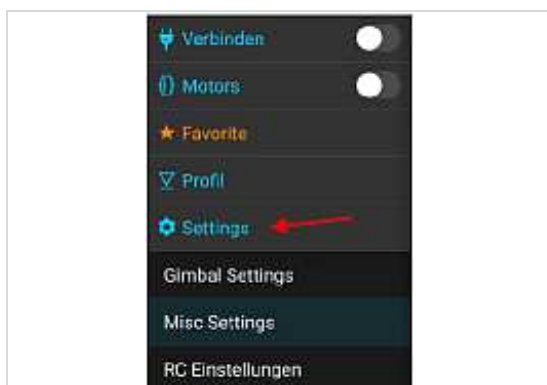 Verbinden
Motors
Favorite
Profil
Settings
Gimbal Settings
Misc Settings
RC Einstellungen